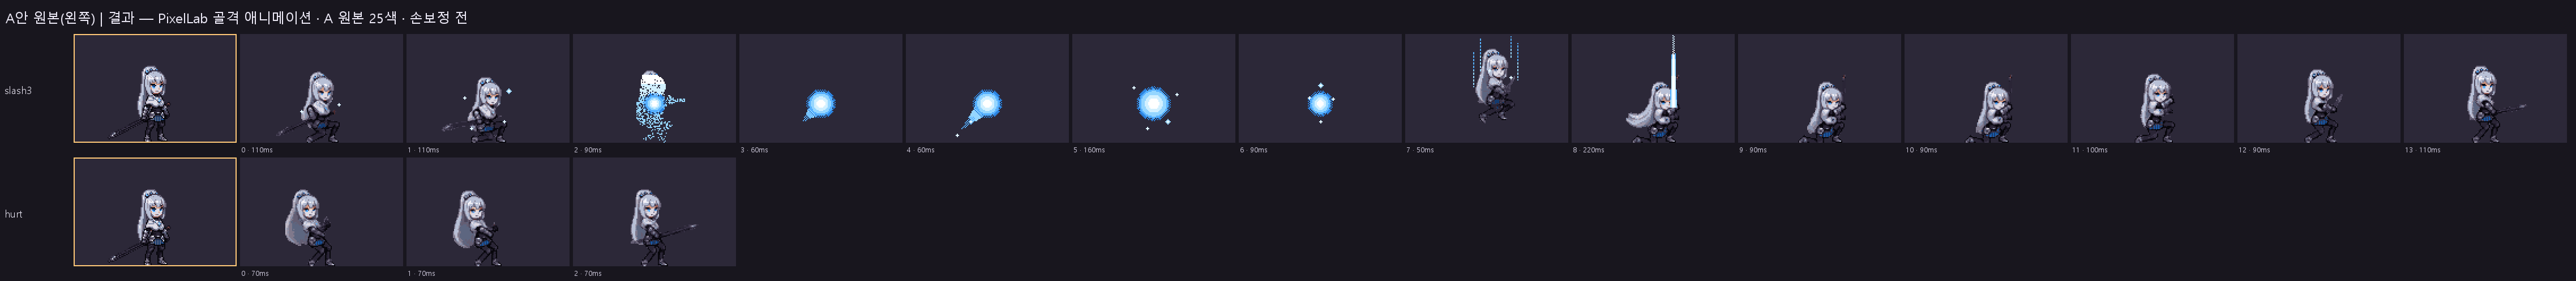 A안 원본(왼쪽) | 결과 — PixelLab 골격 애니메이션 · A 원본 25색 · 손보정 전
slash3
0 · 110ms 1 · 110ms 2 · 90ms 3 · 60ms 4 · 60ms 5 · 160ms 6 · 90ms 7 · 50ms 8 · 220ms 9 · 90ms 10 · 90ms 11 · 100ms 12 · 90ms 13 · 110ms
hurt
0 · 70ms 1 · 70ms 2 · 70ms